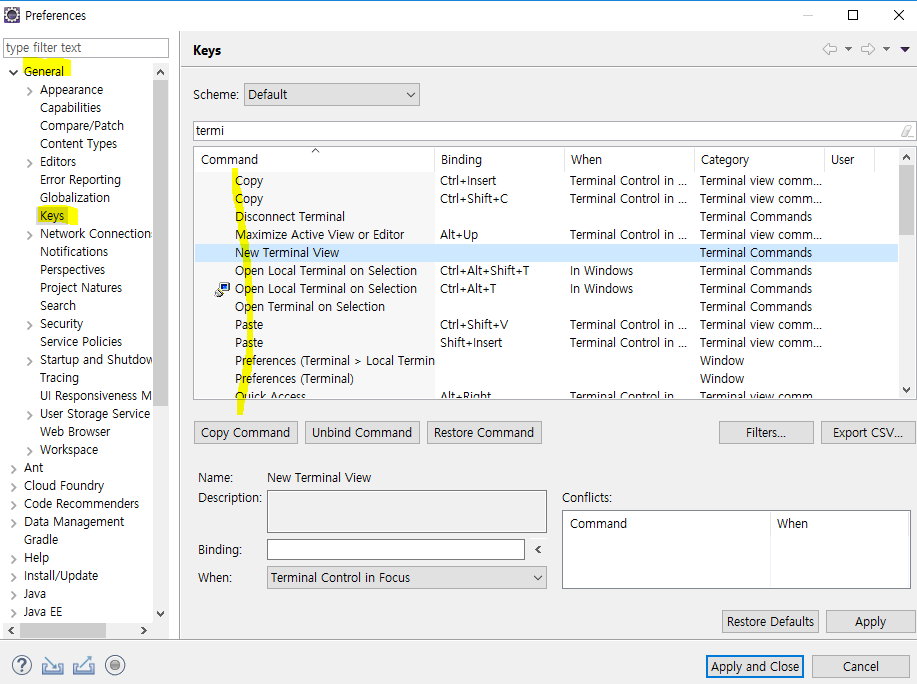 Preferences
type filter text
General
Appearance
Capabilities
Compare/Patch
Content Types
Editors
Error Reporting
Globalization
Keys
Network Connection
Notifications
Perspectives
Project Natures
Search
Security
Service Policies
Startup and Shutdow
Tracing
UI Responsiveness M
User Storage Service
Web Browser
Workspace
Ant
Cloud Foundry
Code Recommenders
Data Management
Gradle
Help
Install/Update
Java
Java EE
Keys
Scheme: Default
termi
Command Binding When Category User
Copy Ctrl+Insert Terminal Control in ... Terminal view comm...
Copy Ctrl+Shift+C Terminal Control in ... Terminal view comm...
Disconnect Terminal Terminal Commands
Maximize Active View or Editor Alt+Up Terminal Control in ... Terminal view comm...
New Terminal View Terminal Commands
Open Local Terminal on Selection Ctrl+Alt+Shift+T In Windows Terminal Commands
Open Local Terminal on Selection Ctrl+Alt+T In Windows Terminal Commands
Open Terminal on Selection Terminal Commands
Paste Ctrl+Shift+V Terminal Control in ... Terminal view comm...
Paste Shift+Insert Terminal Control in ... Terminal view comm...
Preferences (Terminal > Local Termin Window
Preferences (Terminal) Window
Quick Access Alt+Right Terminal Control in ... Terminal view comm...
Copy Command Unbind Command Restore Command Filters... Export CSV...
Name: New Terminal View
Description:
Binding:
When: Terminal Control in Focus
Conflicts:
Command When
Restore Defaults Apply
Apply and Close Cancel